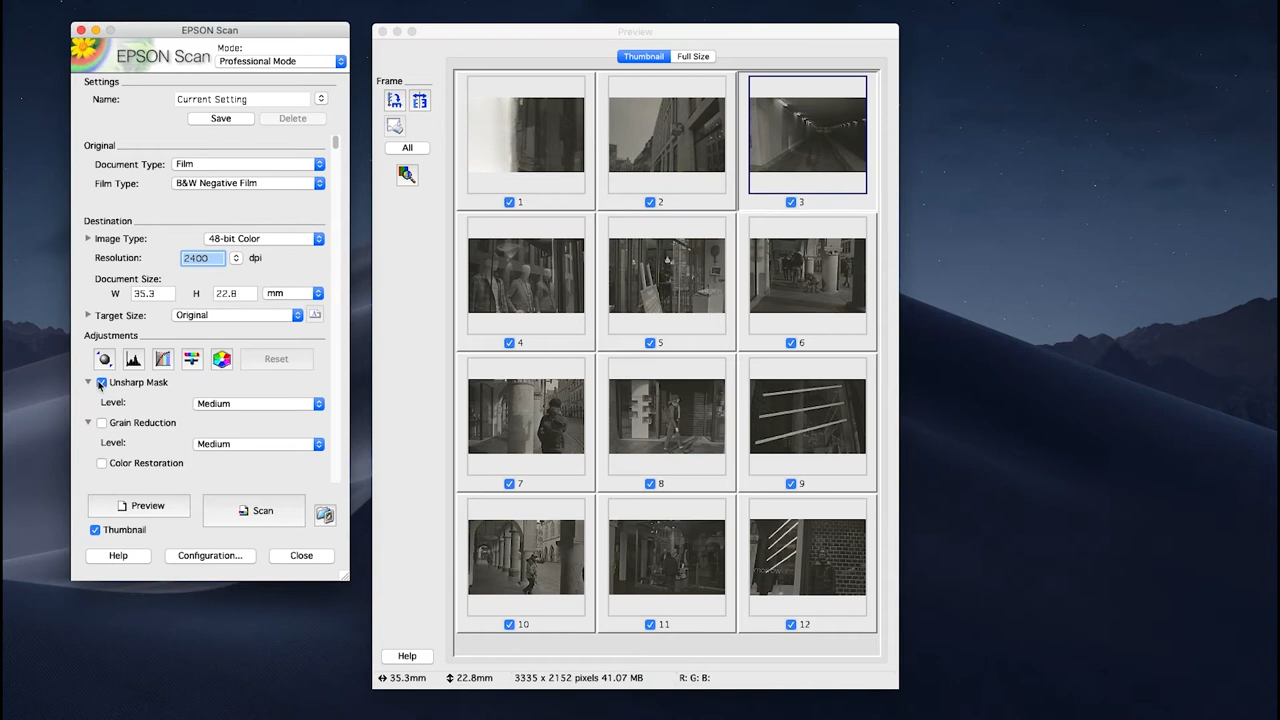 EPSON Scan
EPSON Scan
Mode:
Professional Mode
Settings
Name:
Current Setting
Save
Delete
Original
Document Type:
Film
Film Type:
B&W Negative Film
Destination
Image Type:
48-bit Color
Resolution:
2400
dpi
Document Size:
W
35.3
H
22.8
mm
Target Size:
Original
Adjustments
Reset
Unsharp Mask
Level:
Medium
Grain Reduction
Level:
Medium
Color Restoration
Preview
Scan
Thumbnail
Help
Configuration...
Close
Preview
Thumbnail
Full Size
Frame
All
1
2
3
4
5
6
7
8
9
10
11
12
Help
35.3mm
22.8mm
3335 x 2152 pixels 41.07 MB
R: G: B: